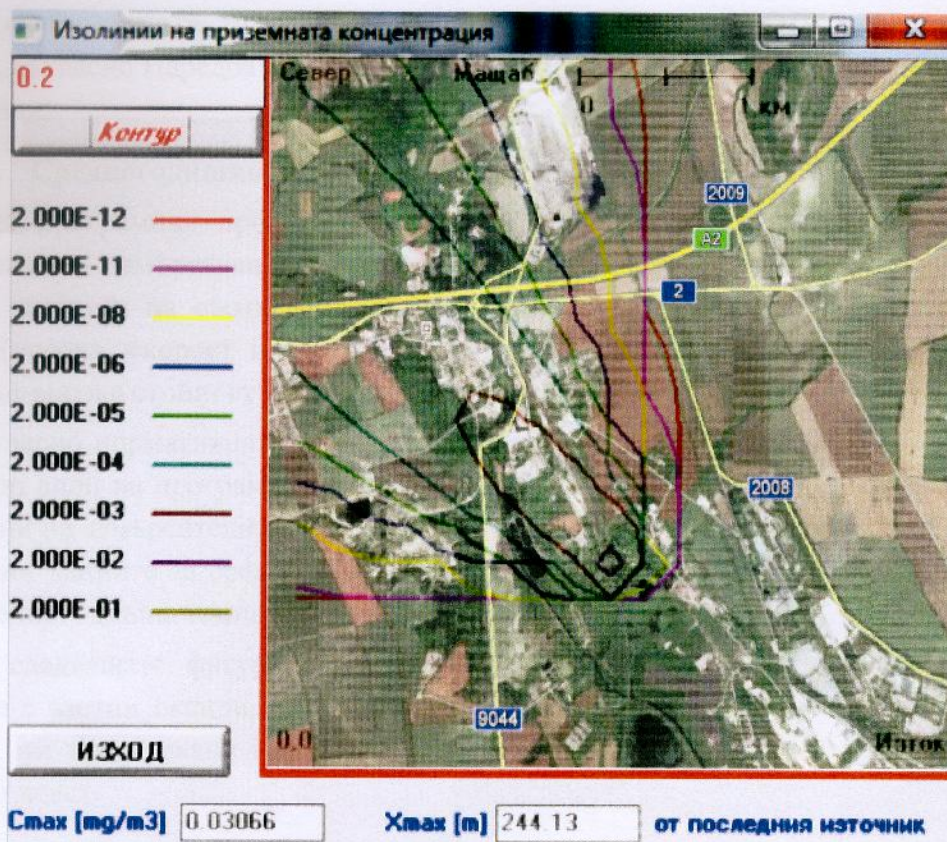 Изолинии на приземната концентрация
0.2
Контур
2.000E-12
2.000E-11
2.000E-08
2.000E-06
2.000E-05
2.000E-04
2.000E-03
2.000E-02
2.000E-01
ИЗХОД
Север Мащаб
0 1 км
2009
A2
2
2008
9044
0,0
Изток
Cmax [mg/m3] 0.03066 Xmax [m] 244.13 от последния източник